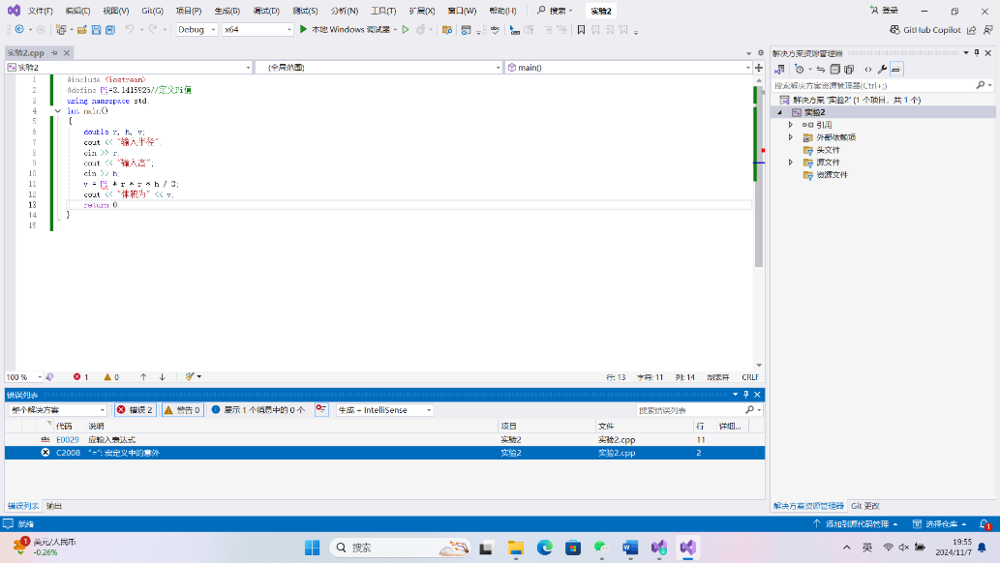 文件(F) 编辑(E) 视图(V) Git(G) 项目(P) 生成(B) 调试(D) 测试(S) 分析(N) 工具(T) 扩展(X) 窗口(W) 帮助(H) 搜索 实验2 登录
Debug x64 本地 Windows 调试器 GitHub Copilot
实验2.cpp
实验2 (全局范围) main()
1 #include <iostream>
2 #define Pi=3.1415926//定义Pi值
3 using namespace std;
4 int main()
5 {
6 double r, h, v;
7 cout << "输入半径";
8 cin >> r;
9 cout << "输入高";
10 cin >> h;
11 v = Pi * r * r * h / 3;
12 cout << "体积为" << v;
13 return 0;
14 }
15
100 % 1 0 行: 13 字符: 11 列: 14 制表符 CRLF
错误列表
整个解决方案 错误 2 警告 0 展示 1 个消息中的 0 个 生成 + IntelliSense 搜索错误列表
代码 说明 项目 文件 行 详细...
abc E0029 应输入表达式 实验2 实验2.cpp 11
C2008 "=": 宏定义中的意外 实验2 实验2.cpp 2
错误列表 输出
解决方案资源管理器
搜索解决方案资源管理器(Ctrl+;)
解决方案 "实验2" (1 个项目，共 1 个)
实验2
引用
外部依赖项
头文件
源文件
资源文件
解决方案资源管理器 Git 更改
就绪 添加到源代码管理 选择仓库 1
1 美元/人民币
-0.26%
搜索
英
19:55
2024/11/7